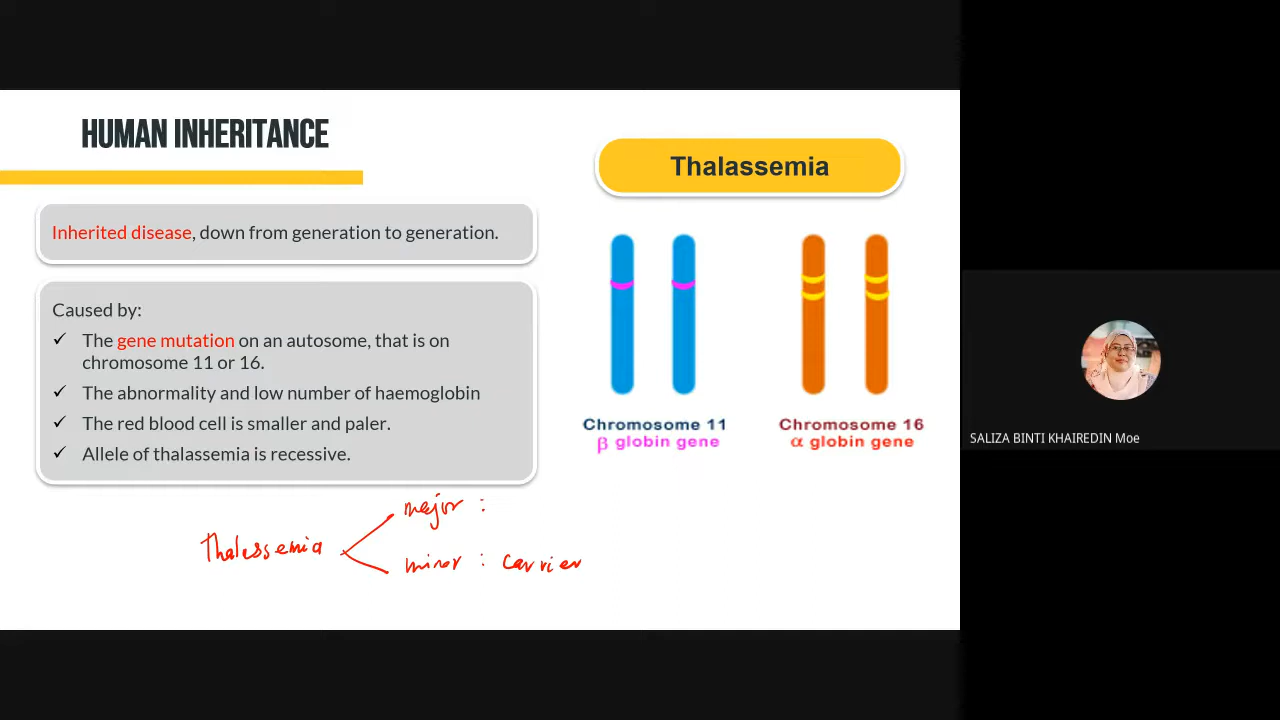 HUMAN INHERITANCE
Thalassemia
Inherited disease, down from generation to generation.
Caused by:
✓ The gene mutation on an autosome, that is on
chromosome 11 or 16.
✓ The abnormality and low number of haemoglobin
✓ The red blood cell is smaller and paler.
✓ Allele of thalassemia is recessive.
Chromosome 11
β globin gene
Chromosome 16
α globin gene
major :
Thalassemia
minor : carrier
SALIZA BINTI KHAIREDIN Moe